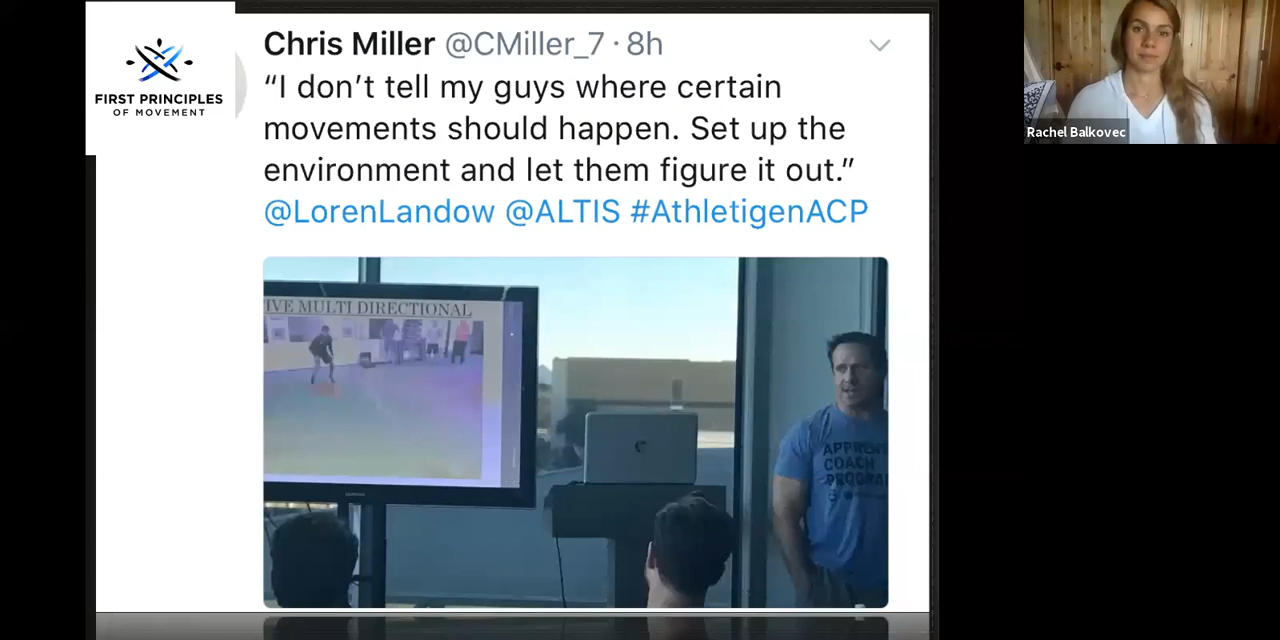 FIRST PRINCIPLES
OF MOVEMENT
Chris Miller @CMiller_7 · 8h
“I don’t tell my guys where certain
movements should happen. Set up the
environment and let them figure it out.”
@LorenLandow @ALTIS #AthletigenACP
IVE MULTI DIRECTIONAL
COACH
Rachel Balkovec